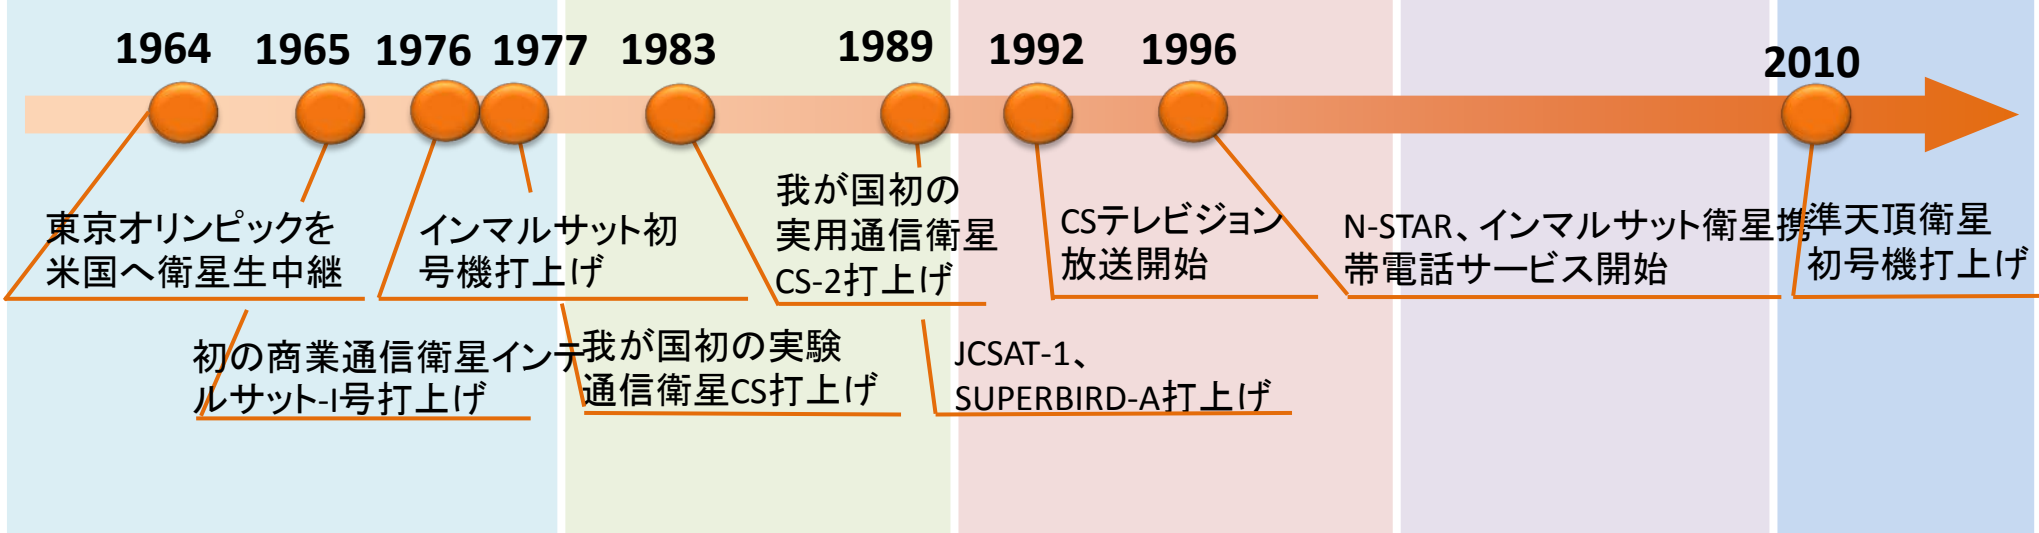 1964
1965
1976
1977
1983
1989
1992
1996
2010
東京オリンピックを
米国へ衛星生中継
初の商業通信衛星インテ
ルサット-I号打上げ
インマルサット初
号機打上げ
我が国初の実験
通信衛星CS打上げ
我が国初の
実用通信衛星
CS-2打上げ
JCSAT-1、
SUPERBIRD-A打上げ
CSテレビジョン
放送開始
N-STAR、インマルサット衛星携
帯電話サービス開始
準天頂衛星
初号機打上げ